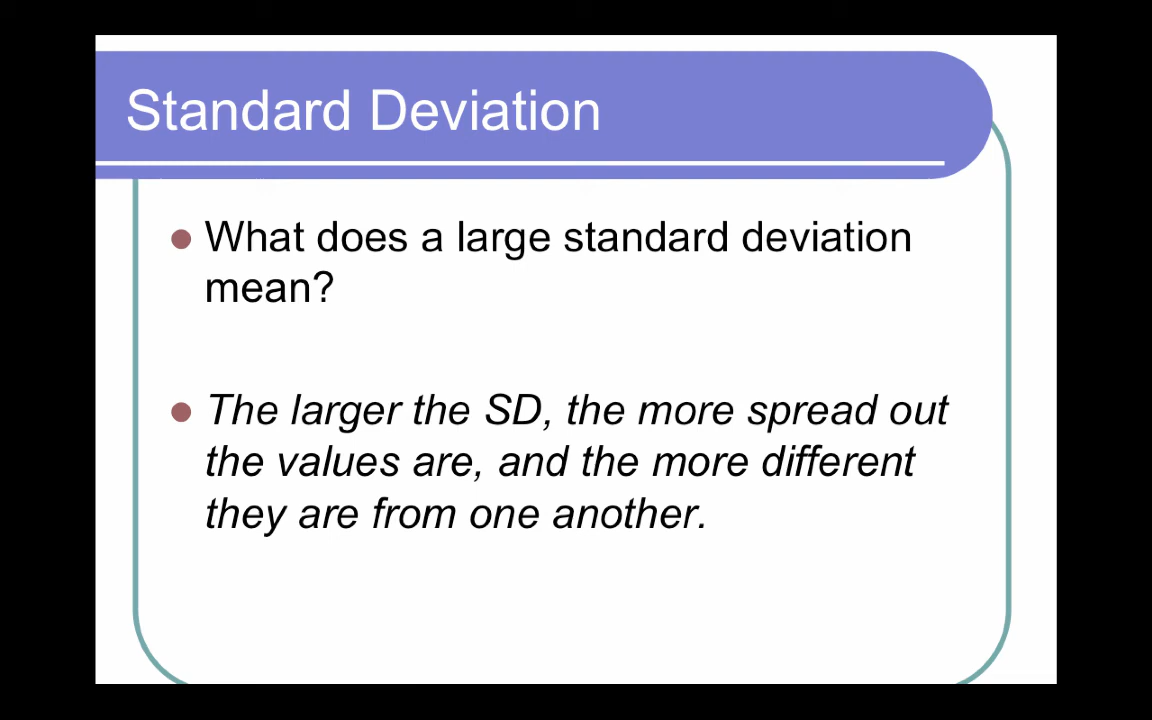 Standard Deviation
What does a large standard deviation
mean?
The larger the SD, the more spread out
the values are, and the more different
they are from one another.